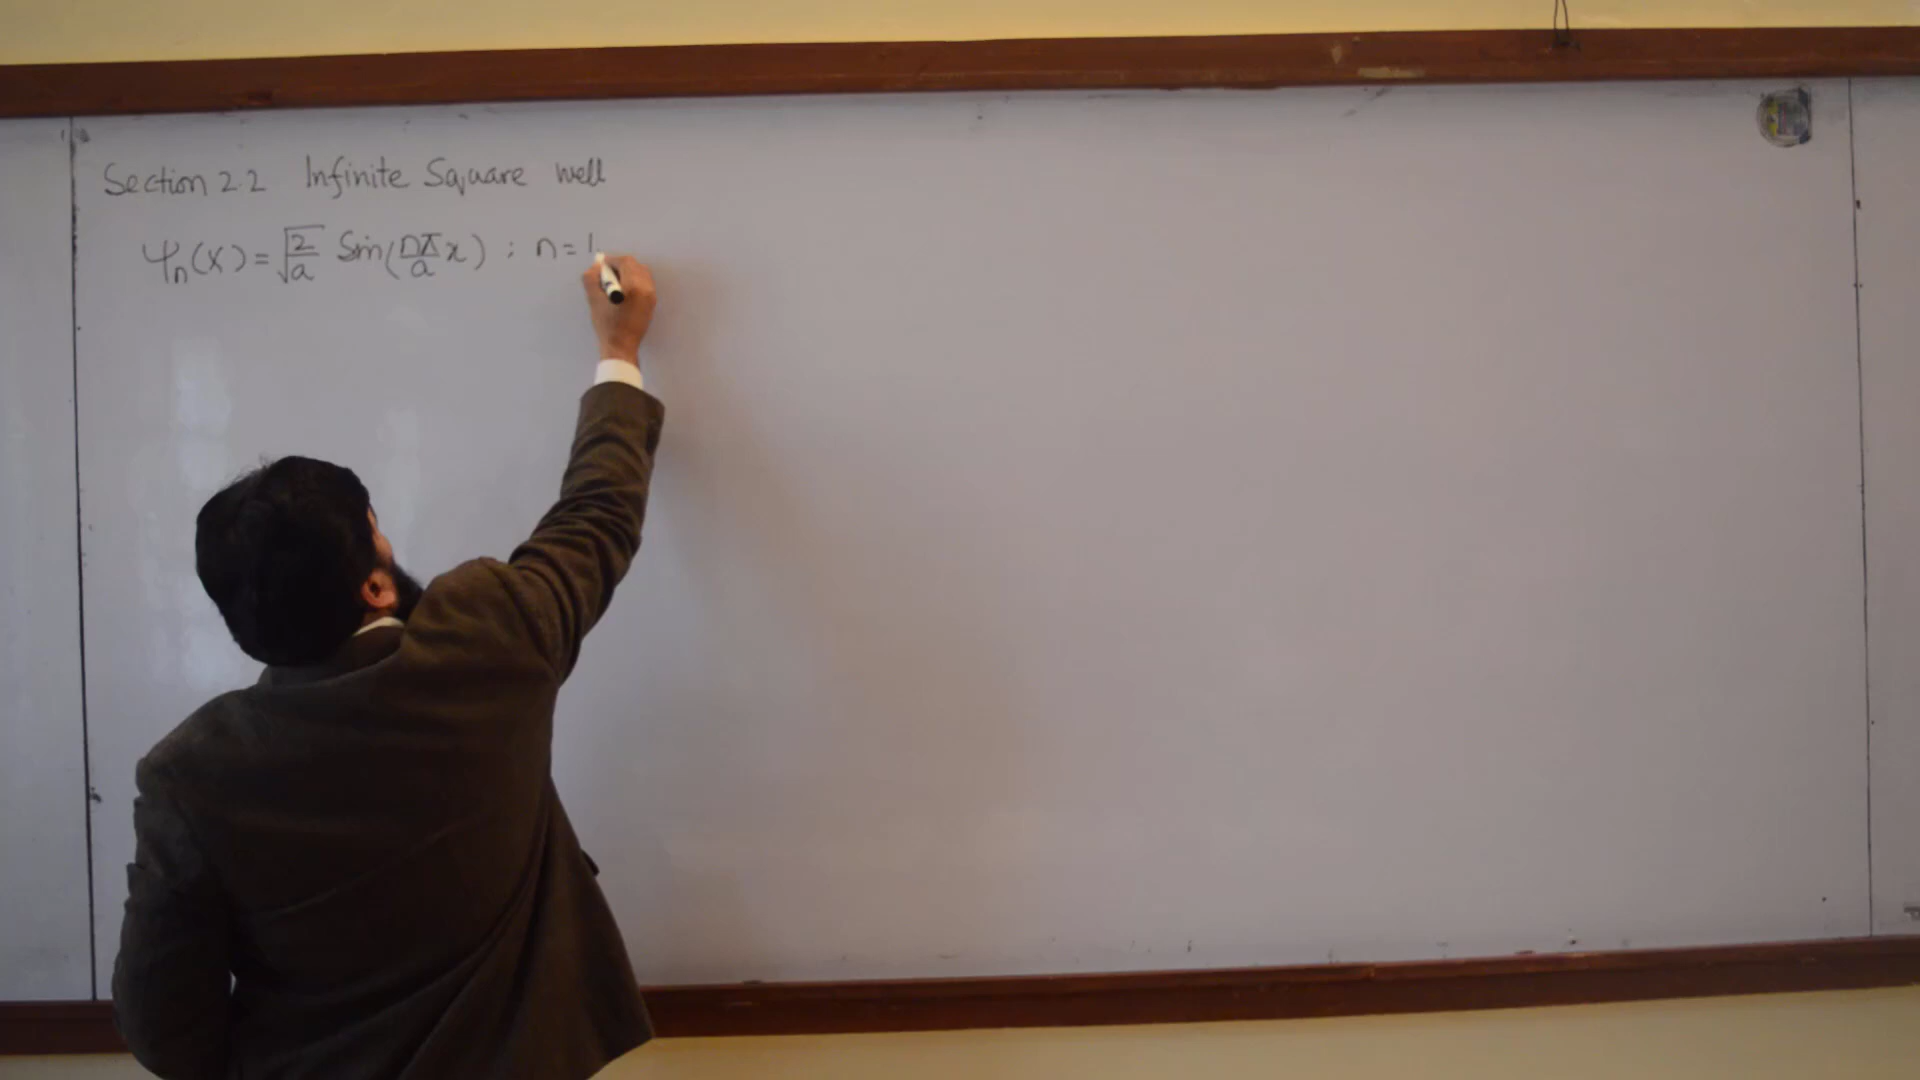 Section 2.2 Infinite Square well
ψₙ(x) = √(2/a) Sin(nπ/a x) ; n = 1,